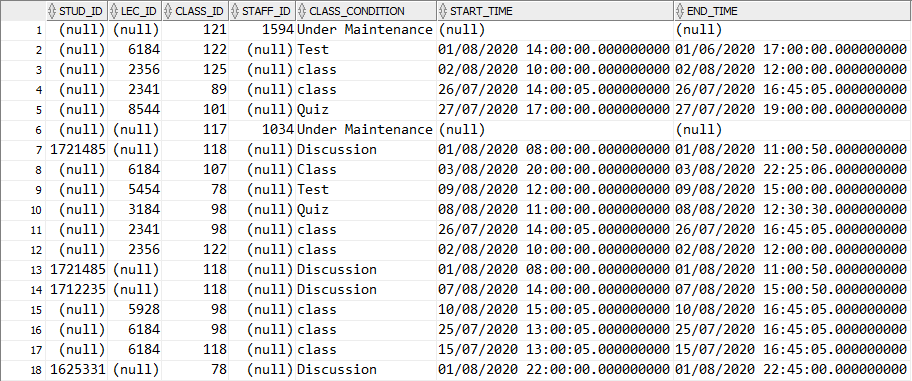 STUD_ID LEC_ID CLASS_ID STAFF_ID CLASS_CONDITION START_TIME END_TIME
1 (null) (null) 121 1594 Under Maintenance (null) (null)
2 (null) 6184 122 (null) Test 01/08/2020 14:00:00.000000000 01/06/2020 17:00:00.000000000
3 (null) 2356 125 (null) class 02/08/2020 10:00:00.000000000 02/08/2020 12:00:00.000000000
4 (null) 2341 89 (null) class 26/07/2020 14:00:05.000000000 26/07/2020 16:45:05.000000000
5 (null) 8544 101 (null) Quiz 27/07/2020 17:00:00.000000000 27/07/2020 19:00:00.000000000
6 (null) (null) 117 1034 Under Maintenance (null) (null)
7 1721485 (null) 118 (null) Discussion 01/08/2020 08:00:00.000000000 01/08/2020 11:00:50.000000000
8 (null) 6184 107 (null) Class 03/08/2020 20:00:00.000000000 03/08/2020 22:25:06.000000000
9 (null) 5454 78 (null) Test 09/08/2020 12:00:00.000000000 09/08/2020 15:00:00.000000000
10 (null) 3184 98 (null) Quiz 08/08/2020 11:00:00.000000000 08/08/2020 12:30:30.000000000
11 (null) 2341 98 (null) class 26/07/2020 14:00:05.000000000 26/07/2020 16:45:05.000000000
12 (null) 2356 122 (null) class 02/08/2020 10:00:00.000000000 02/08/2020 12:00:00.000000000
13 1721485 (null) 118 (null) Discussion 01/08/2020 08:00:00.000000000 01/08/2020 11:00:50.000000000
14 1712235 (null) 118 (null) Discussion 07/08/2020 14:00:00.000000000 07/08/2020 15:00:50.000000000
15 (null) 5928 98 (null) class 10/08/2020 15:00:05.000000000 10/08/2020 16:45:05.000000000
16 (null) 6184 98 (null) class 25/07/2020 13:00:05.000000000 25/07/2020 16:45:05.000000000
17 (null) 6184 118 (null) class 15/07/2020 13:00:05.000000000 15/07/2020 16:45:05.000000000
18 1625331 (null) 78 (null) Discussion 01/08/2020 22:00:00.000000000 01/08/2020 22:45:00.000000000